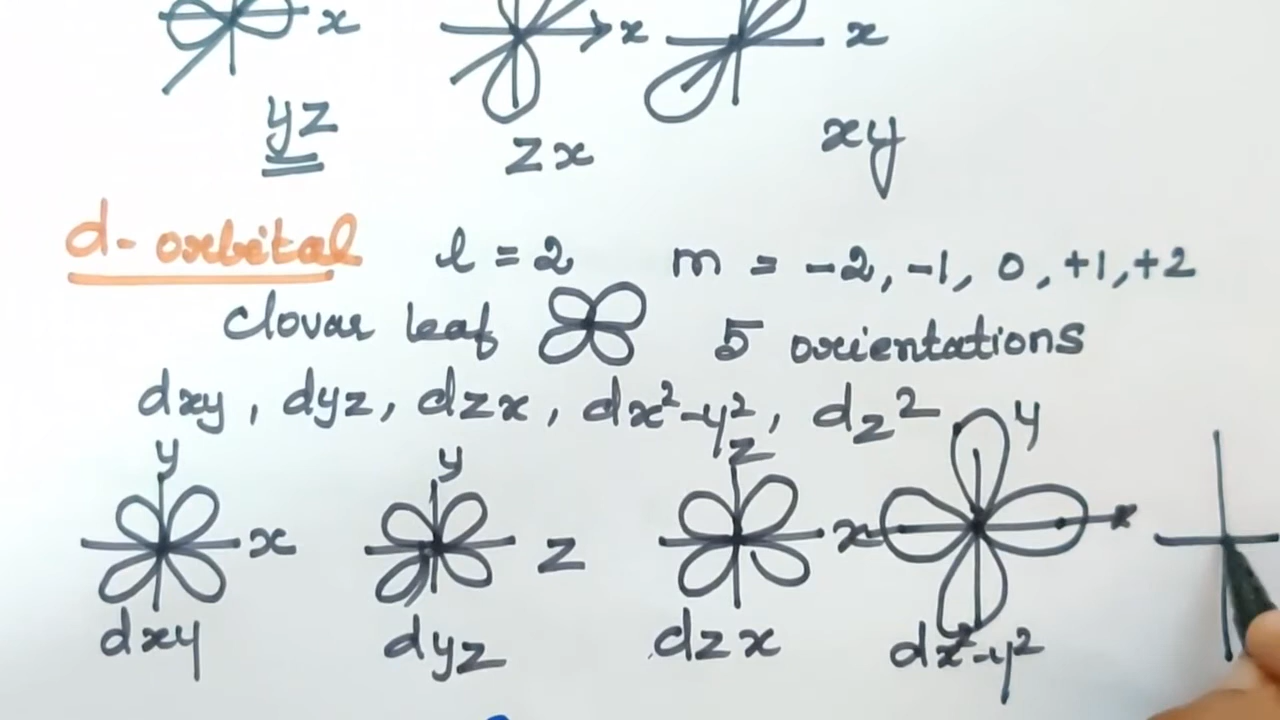 x x x
yz zx xy
d-orbital l = 2 m = -2, -1, 0, +1, +2
clovar leaf 5 orientations
dxy, dyz, dzx, dx²-y², dz²
y y z y
x z x x
dxy dyz dzx dx²-y²